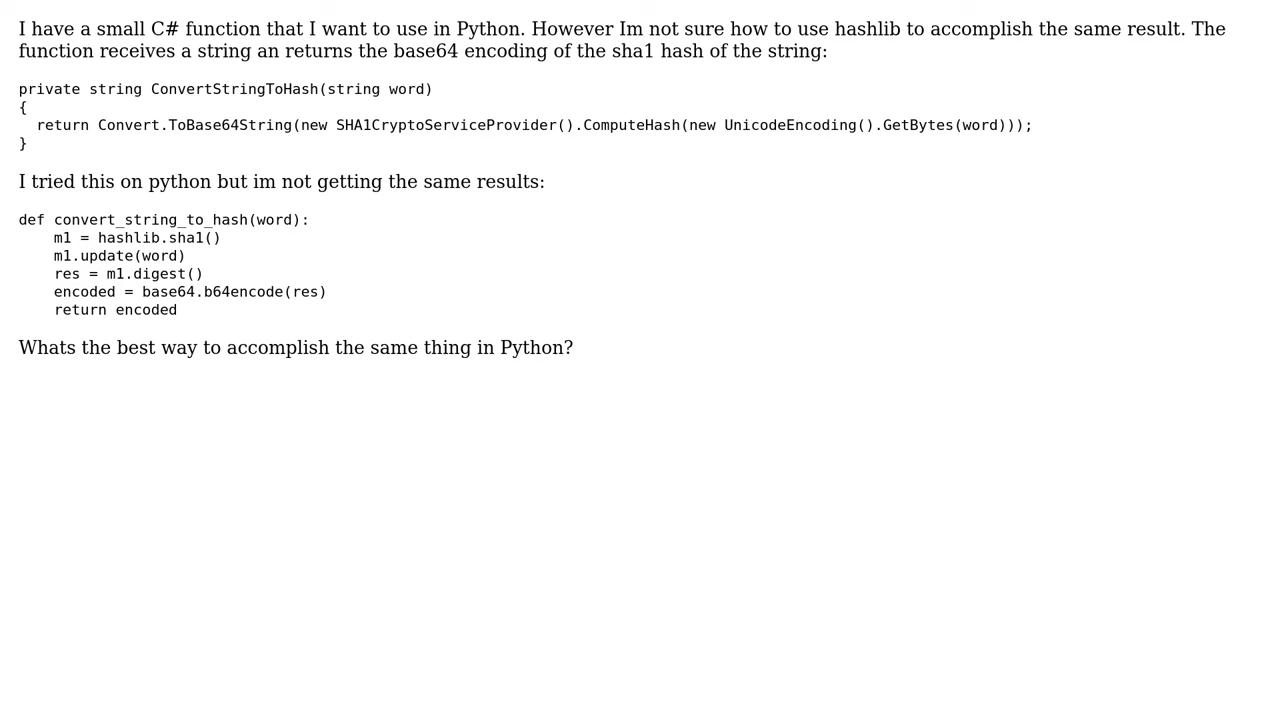 I have a small C# function that I want to use in Python. However Im not sure how to use hashlib to accomplish the same result. The
function receives a string an returns the base64 encoding of the sha1 hash of the string:
private string ConvertStringToHash(string word)
{
  return Convert.ToBase64String(new SHA1CryptoServiceProvider().ComputeHash(new UnicodeEncoding().GetBytes(word)));
}
I tried this on python but im not getting the same results:
def convert_string_to_hash(word):
    m1 = hashlib.sha1()
    m1.update(word)
    res = m1.digest()
    encoded = base64.b64encode(res)
    return encoded
Whats the best way to accomplish the same thing in Python?